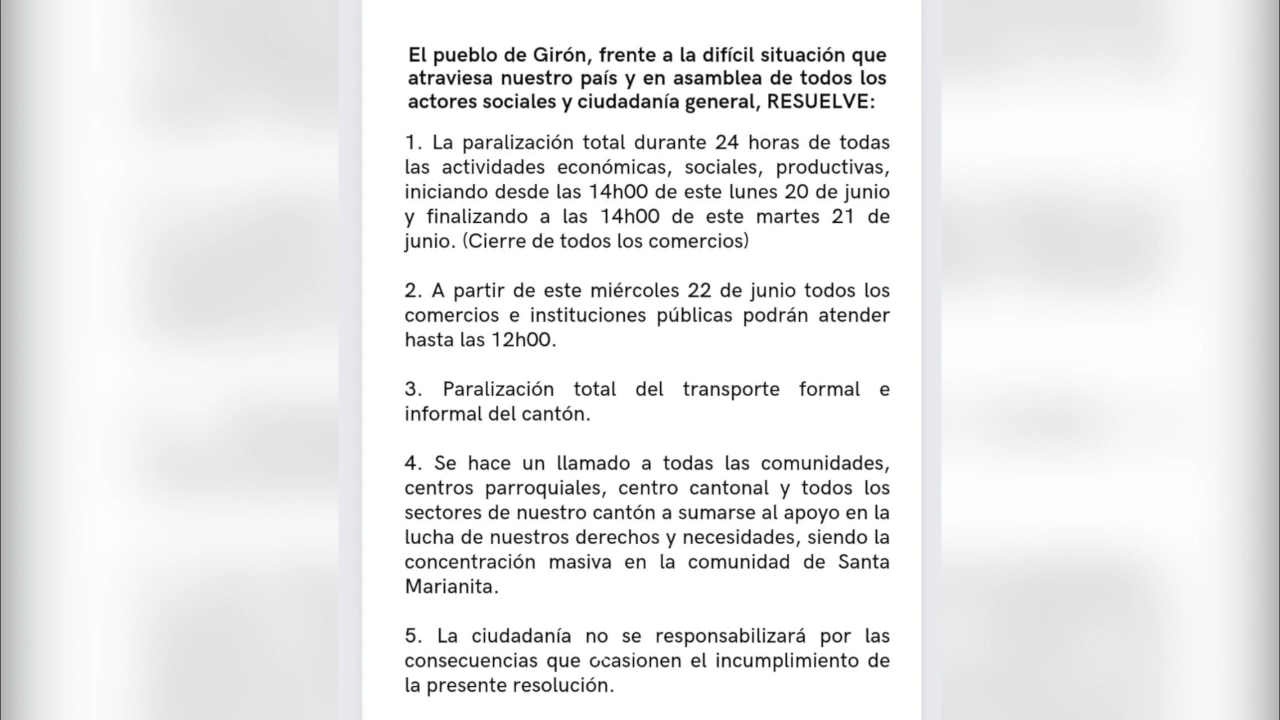 El pueblo de Girón, frente a la difícil situación que
atraviesa nuestro país y en asamblea de todos los
actores sociales y ciudadanía general, RESUELVE:
1. La paralización total durante 24 horas de todas
las actividades económicas, sociales, productivas,
iniciando desde las 14h00 de este lunes 20 de junio
y finalizando a las 14h00 de este martes 21 de
junio. (Cierre de todos los comercios)
2. A partir de este miércoles 22 de junio todos los
comercios e instituciones públicas podrán atender
hasta las 12h00.
3. Paralización total del transporte formal e
informal del cantón.
4. Se hace un llamado a todas las comunidades,
centros parroquiales, centro cantonal y todos los
sectores de nuestro cantón a sumarse al apoyo en la
lucha de nuestros derechos y necesidades, siendo la
concentración masiva en la comunidad de Santa
Marianita.
5. La ciudadanía no se responsabilizará por las
consecuencias que ocasionen el incumplimiento de
la presente resolución.